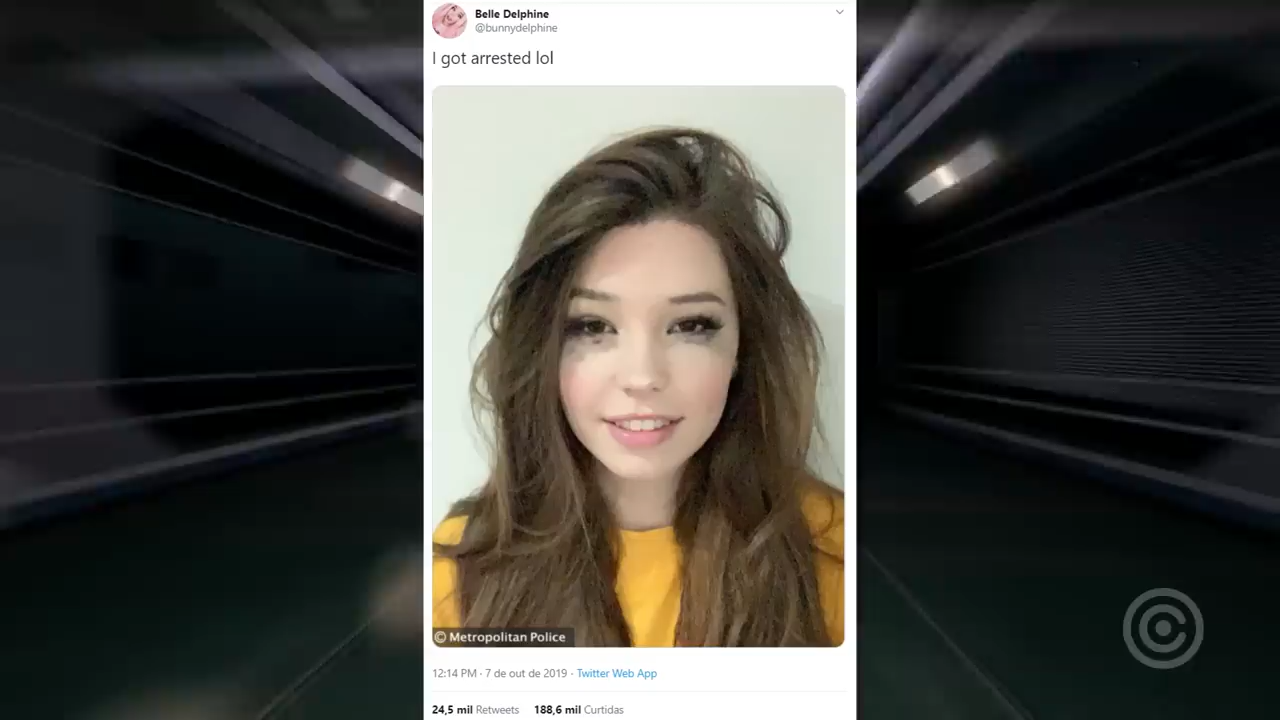 Belle Delphine
@bunnydelphine
I got arrested lol
© Metropolitan Police
12:14 PM · 7 de out de 2019 · Twitter Web App
24,5 mil Retweets 188,6 mil Curtidas